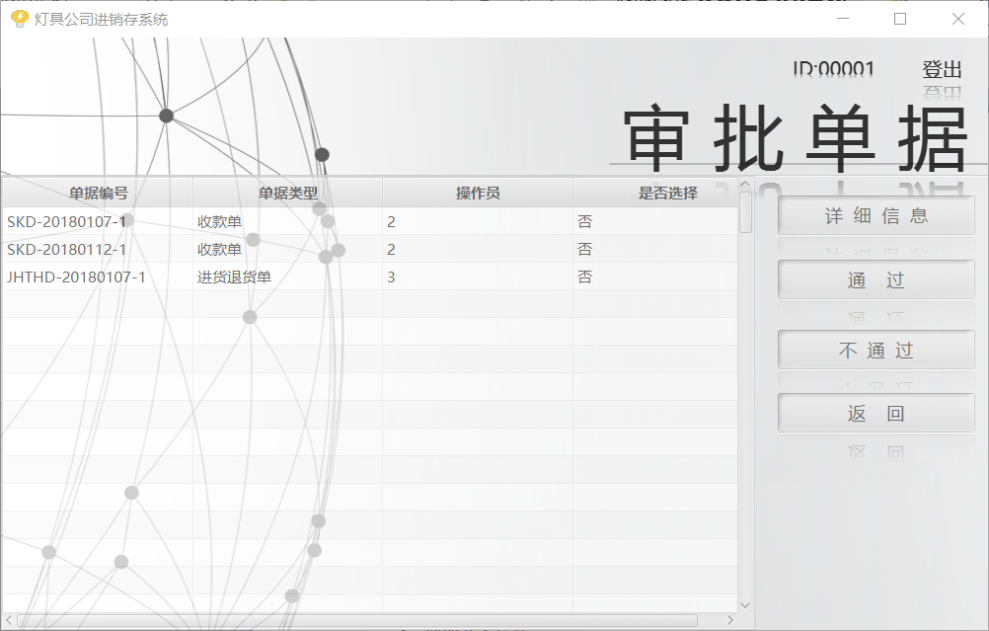 灯具公司进销存系统
ID:00001 登出
审批单据
单据编号 单据类型 操作员 是否选择
SKD-20180107-1 收款单 2 否
SKD-20180112-1 收款单 2 否
JHTHD-20180107-1 进货退货单 3 否
详细信息
通过
不通过
返回